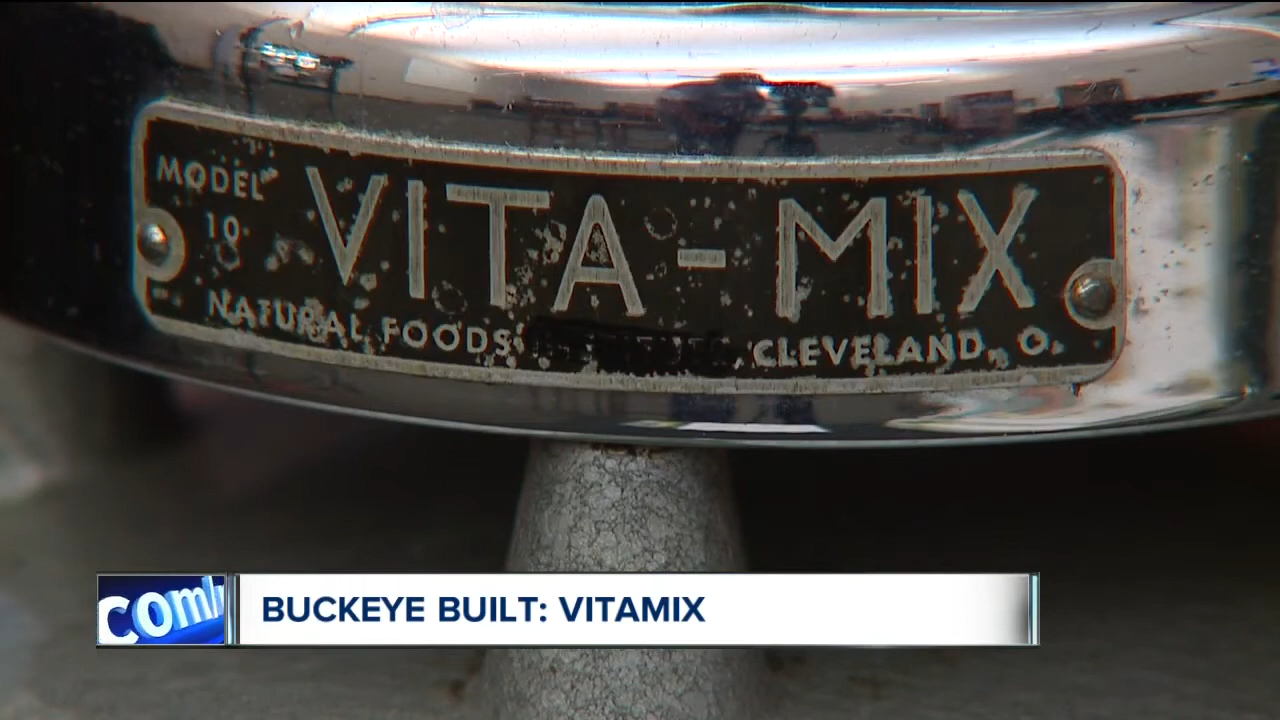 MODEL
10
VITA-MIX
NATURAL FOODS CLEVELAND, O.
BUCKEYE BUILT: VITAMIX